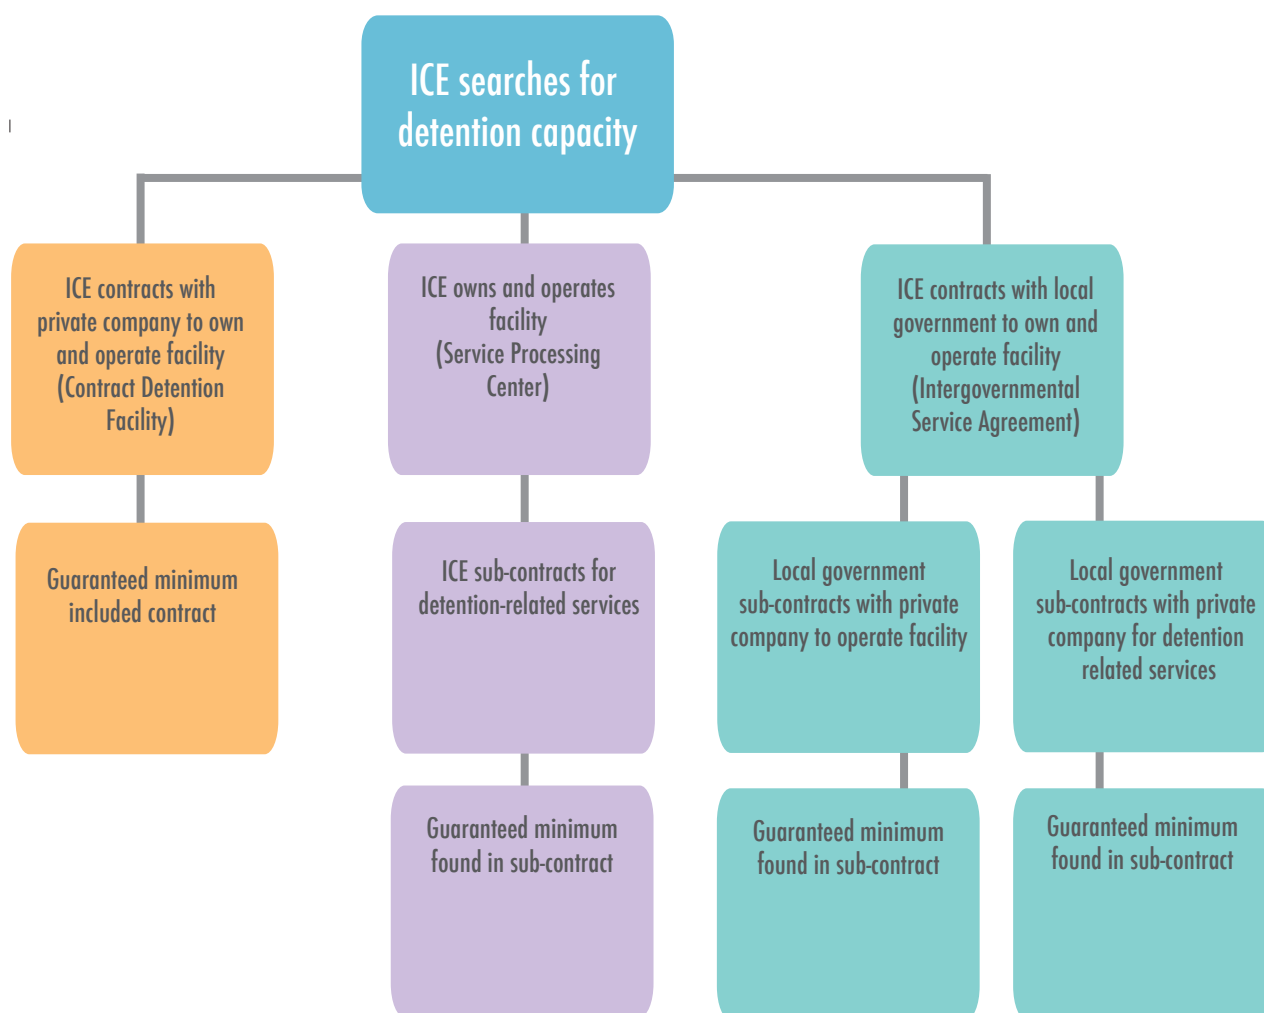 ICE searches for
detention capacity
ICE contracts with
private company to own
and operate facility
(Contract Detention
Facility)
ICE owns and operates
facility
(Service Processing
Center)
ICE contracts with local
government to own and
operate facility
(Intergovernmental
Service Agreement)
Guaranteed minimum
included contract
ICE sub-contracts for
detention-related services
Local government
sub-contracts with private
company to operate facility
Local government
sub-contracts with private
company for detention
related services
Guaranteed minimum
found in sub-contract
Guaranteed minimum
found in sub-contract
Guaranteed minimum
found in sub-contract